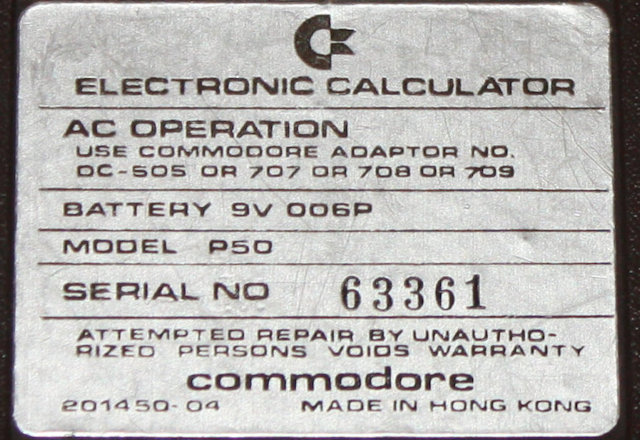 ELECTRONIC CALCULATOR
AC OPERATION
USE COMMODORE ADAPTOR NO.
DC-505 OR 707 OR 708 OR 709
BATTERY 9V 006P
MODEL P50
SERIAL NO 63361
ATTEMPTED REPAIR BY UNAUTHO-
RIZED PERSONS VOIDS WARRANTY
commodore
201450-04 MADE IN HONG KONG